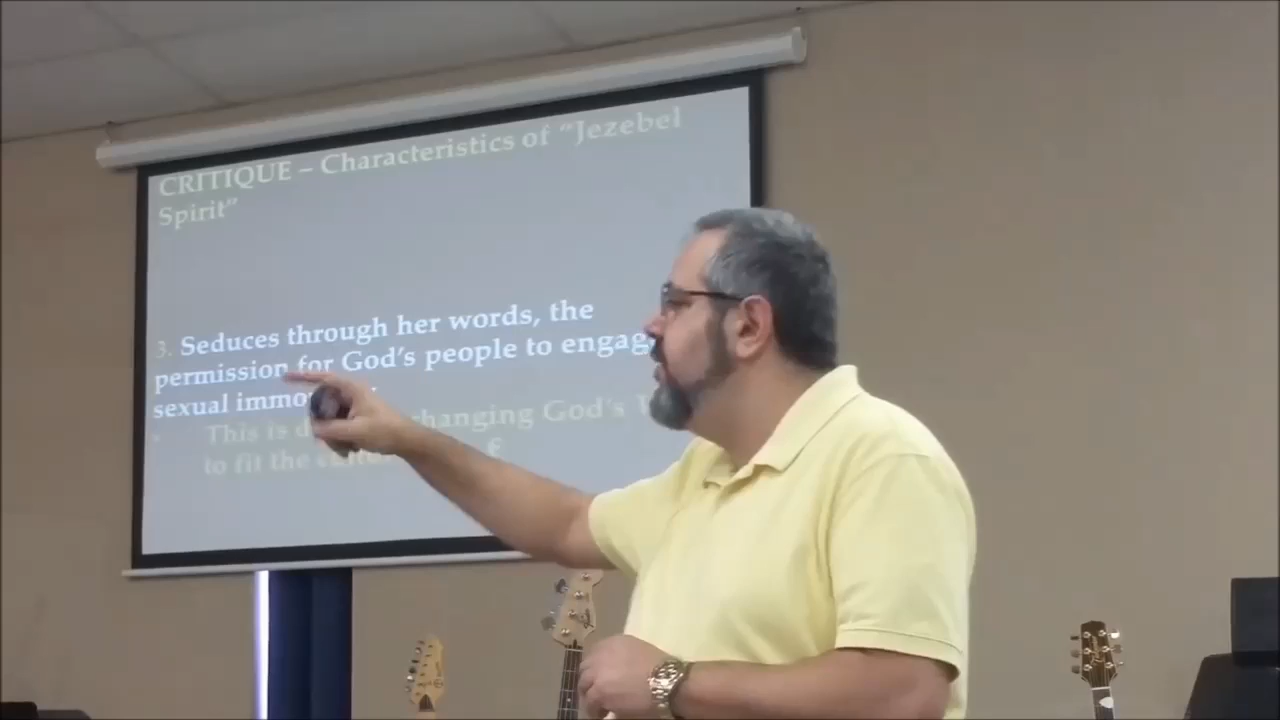 CRITIQUE – Characteristics of “Jezebel
Spirit”
3. Seduces through her words, the
permission for God's people to engag
sexual immo
This is d changing God's
to fit the